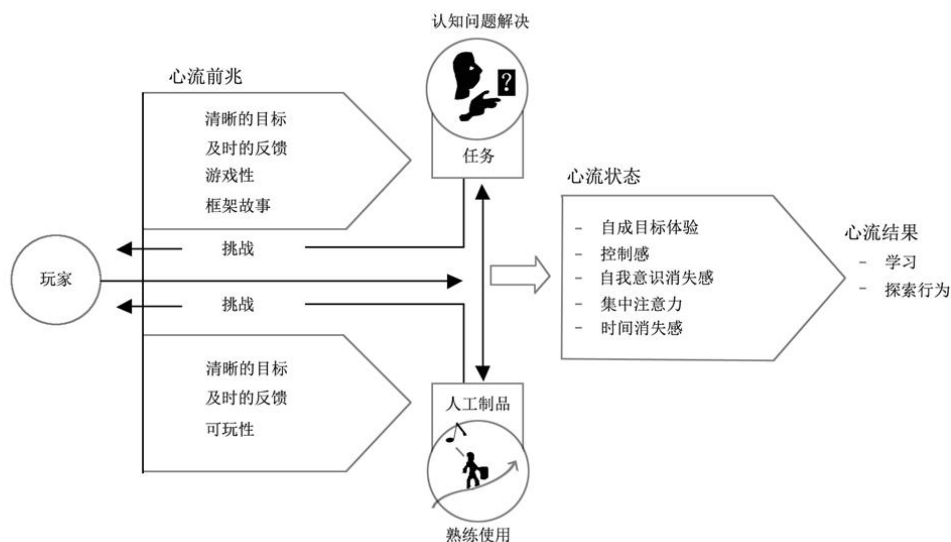 认知问题解决
?
任务
心流前兆
清晰的目标
及时的反馈
游戏性
框架故事
挑战
玩家
挑战
清晰的目标
及时的反馈
可玩性
人工制品
熟练使用
心流状态
- 自成目标体验
- 控制感
- 自我意识消失感
- 集中注意力
- 时间消失感
心流结果
- 学习
- 探索行为